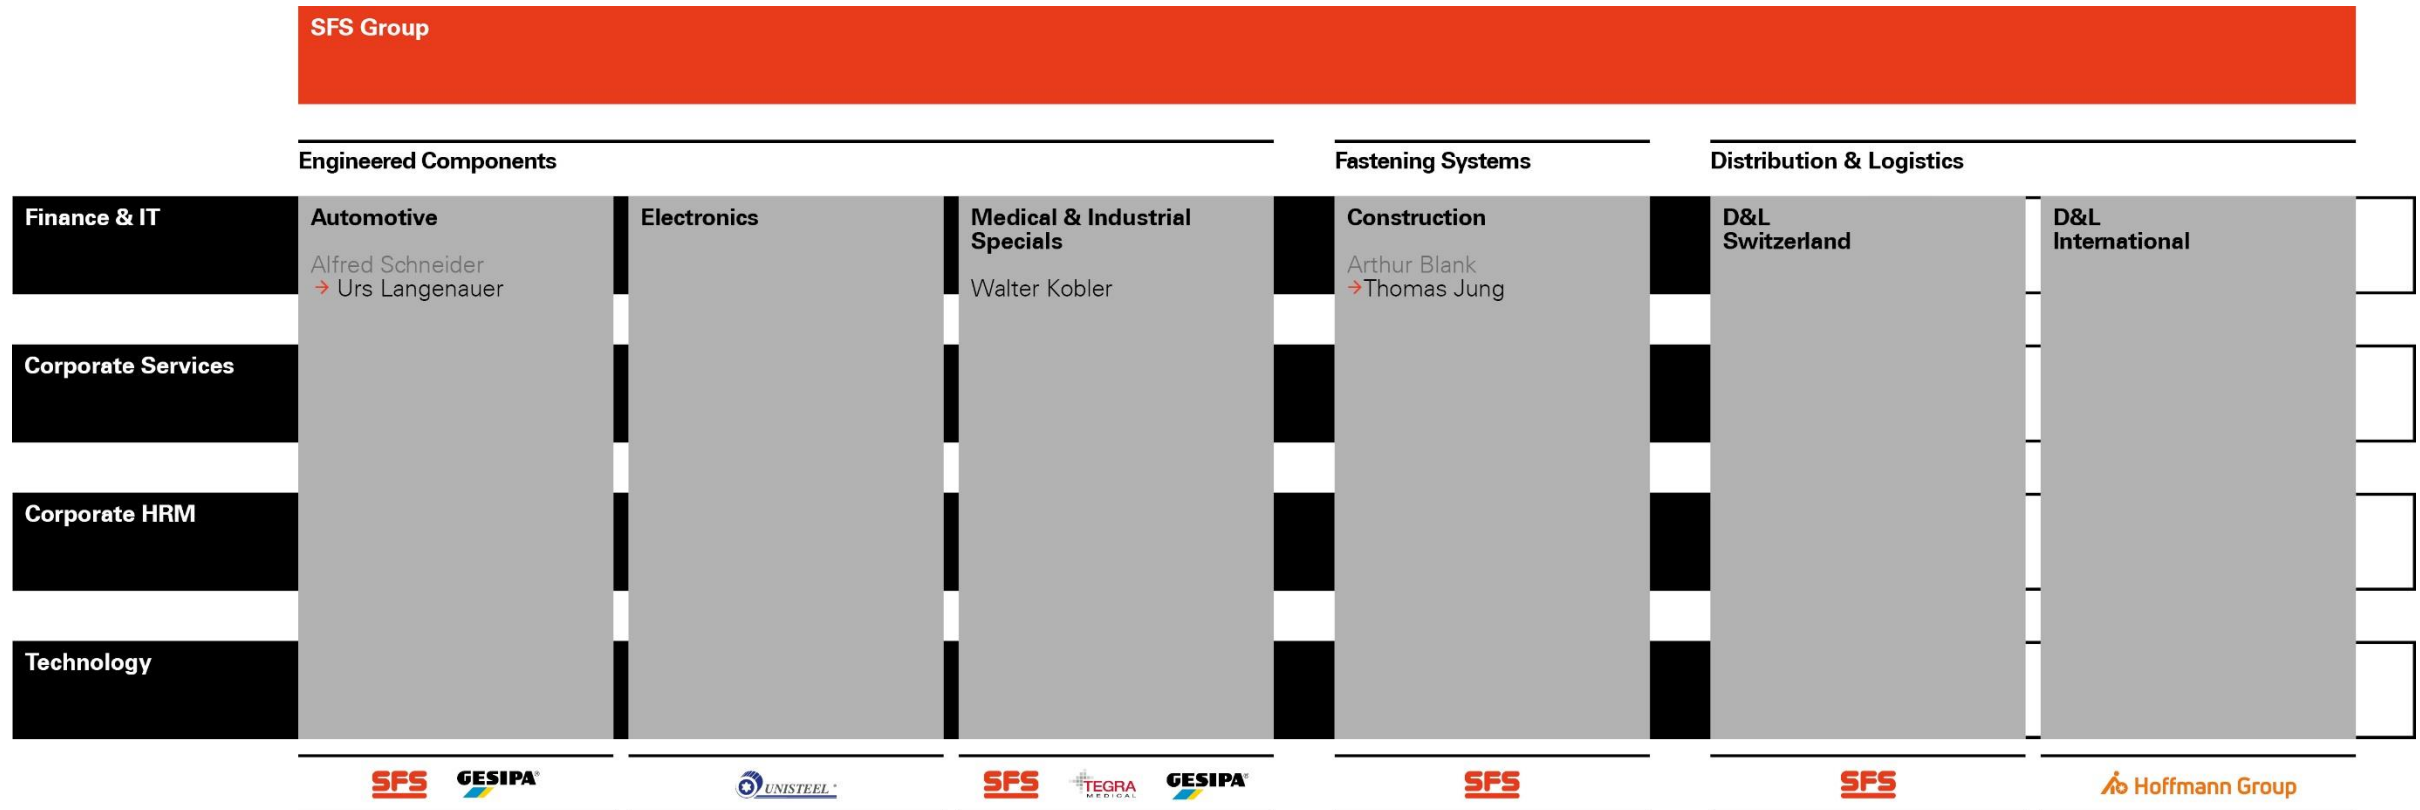 SFS Group
Engineered Components
Fastening Systems
Distribution & Logistics
Finance & IT
Automotive
Alfred Schneider
→ Urs Langenauer
Electronics
Medical & Industrial
Specials
Walter Kobler
Construction
Arthur Blank
→Thomas Jung
D&L
Switzerland
D&L
International
Corporate Services
Corporate HRM
Technology
SFS
GESIPA®
UNISTEEL
SFS
TEGRA
MEDICAL
GESIPA®
SFS
SFS
Hoffmann Group